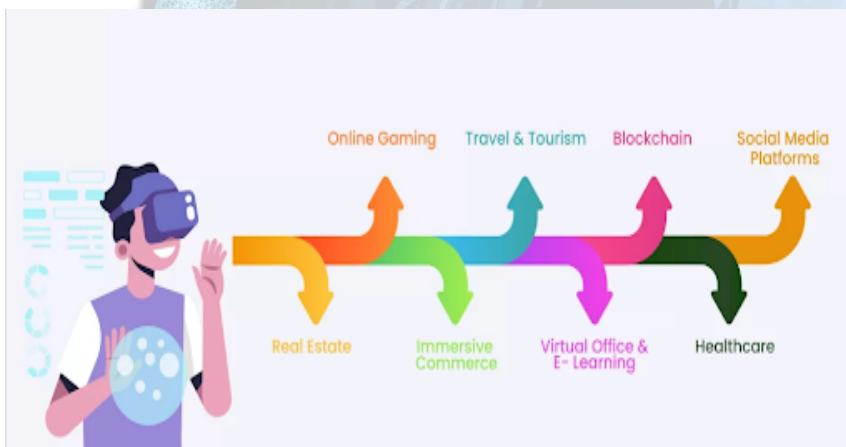 Online Gaming
Travel & Tourism
Blockchain
Social Media
Platforms
Real Estate
Immersive
Commerce
Virtual Office &
E- Learning
Healthcare